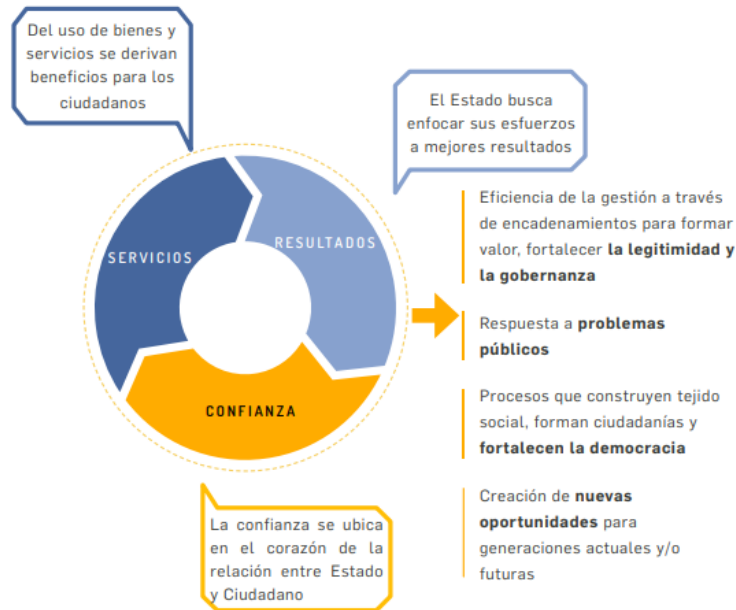 Del uso de bienes y
servicios se derivan
beneficios para los
ciudadanos
El Estado busca
enfocar sus esfuerzos
a mejores resultados
SERVICIOS
RESULTADOS
CONFIANZA
La confianza se ubica
en el corazón de la
relación entre Estado
y Ciudadano
Eficiencia de la gestión a través
de encadenamientos para formar
valor, fortalecer la legitimidad y
la gobernanza
Respuesta a problemas
públicos
Procesos que construyen tejido
social, forman ciudadanías y
fortalecen la democracia
Creación de nuevas
oportunidades para
generaciones actuales y/o
futuras